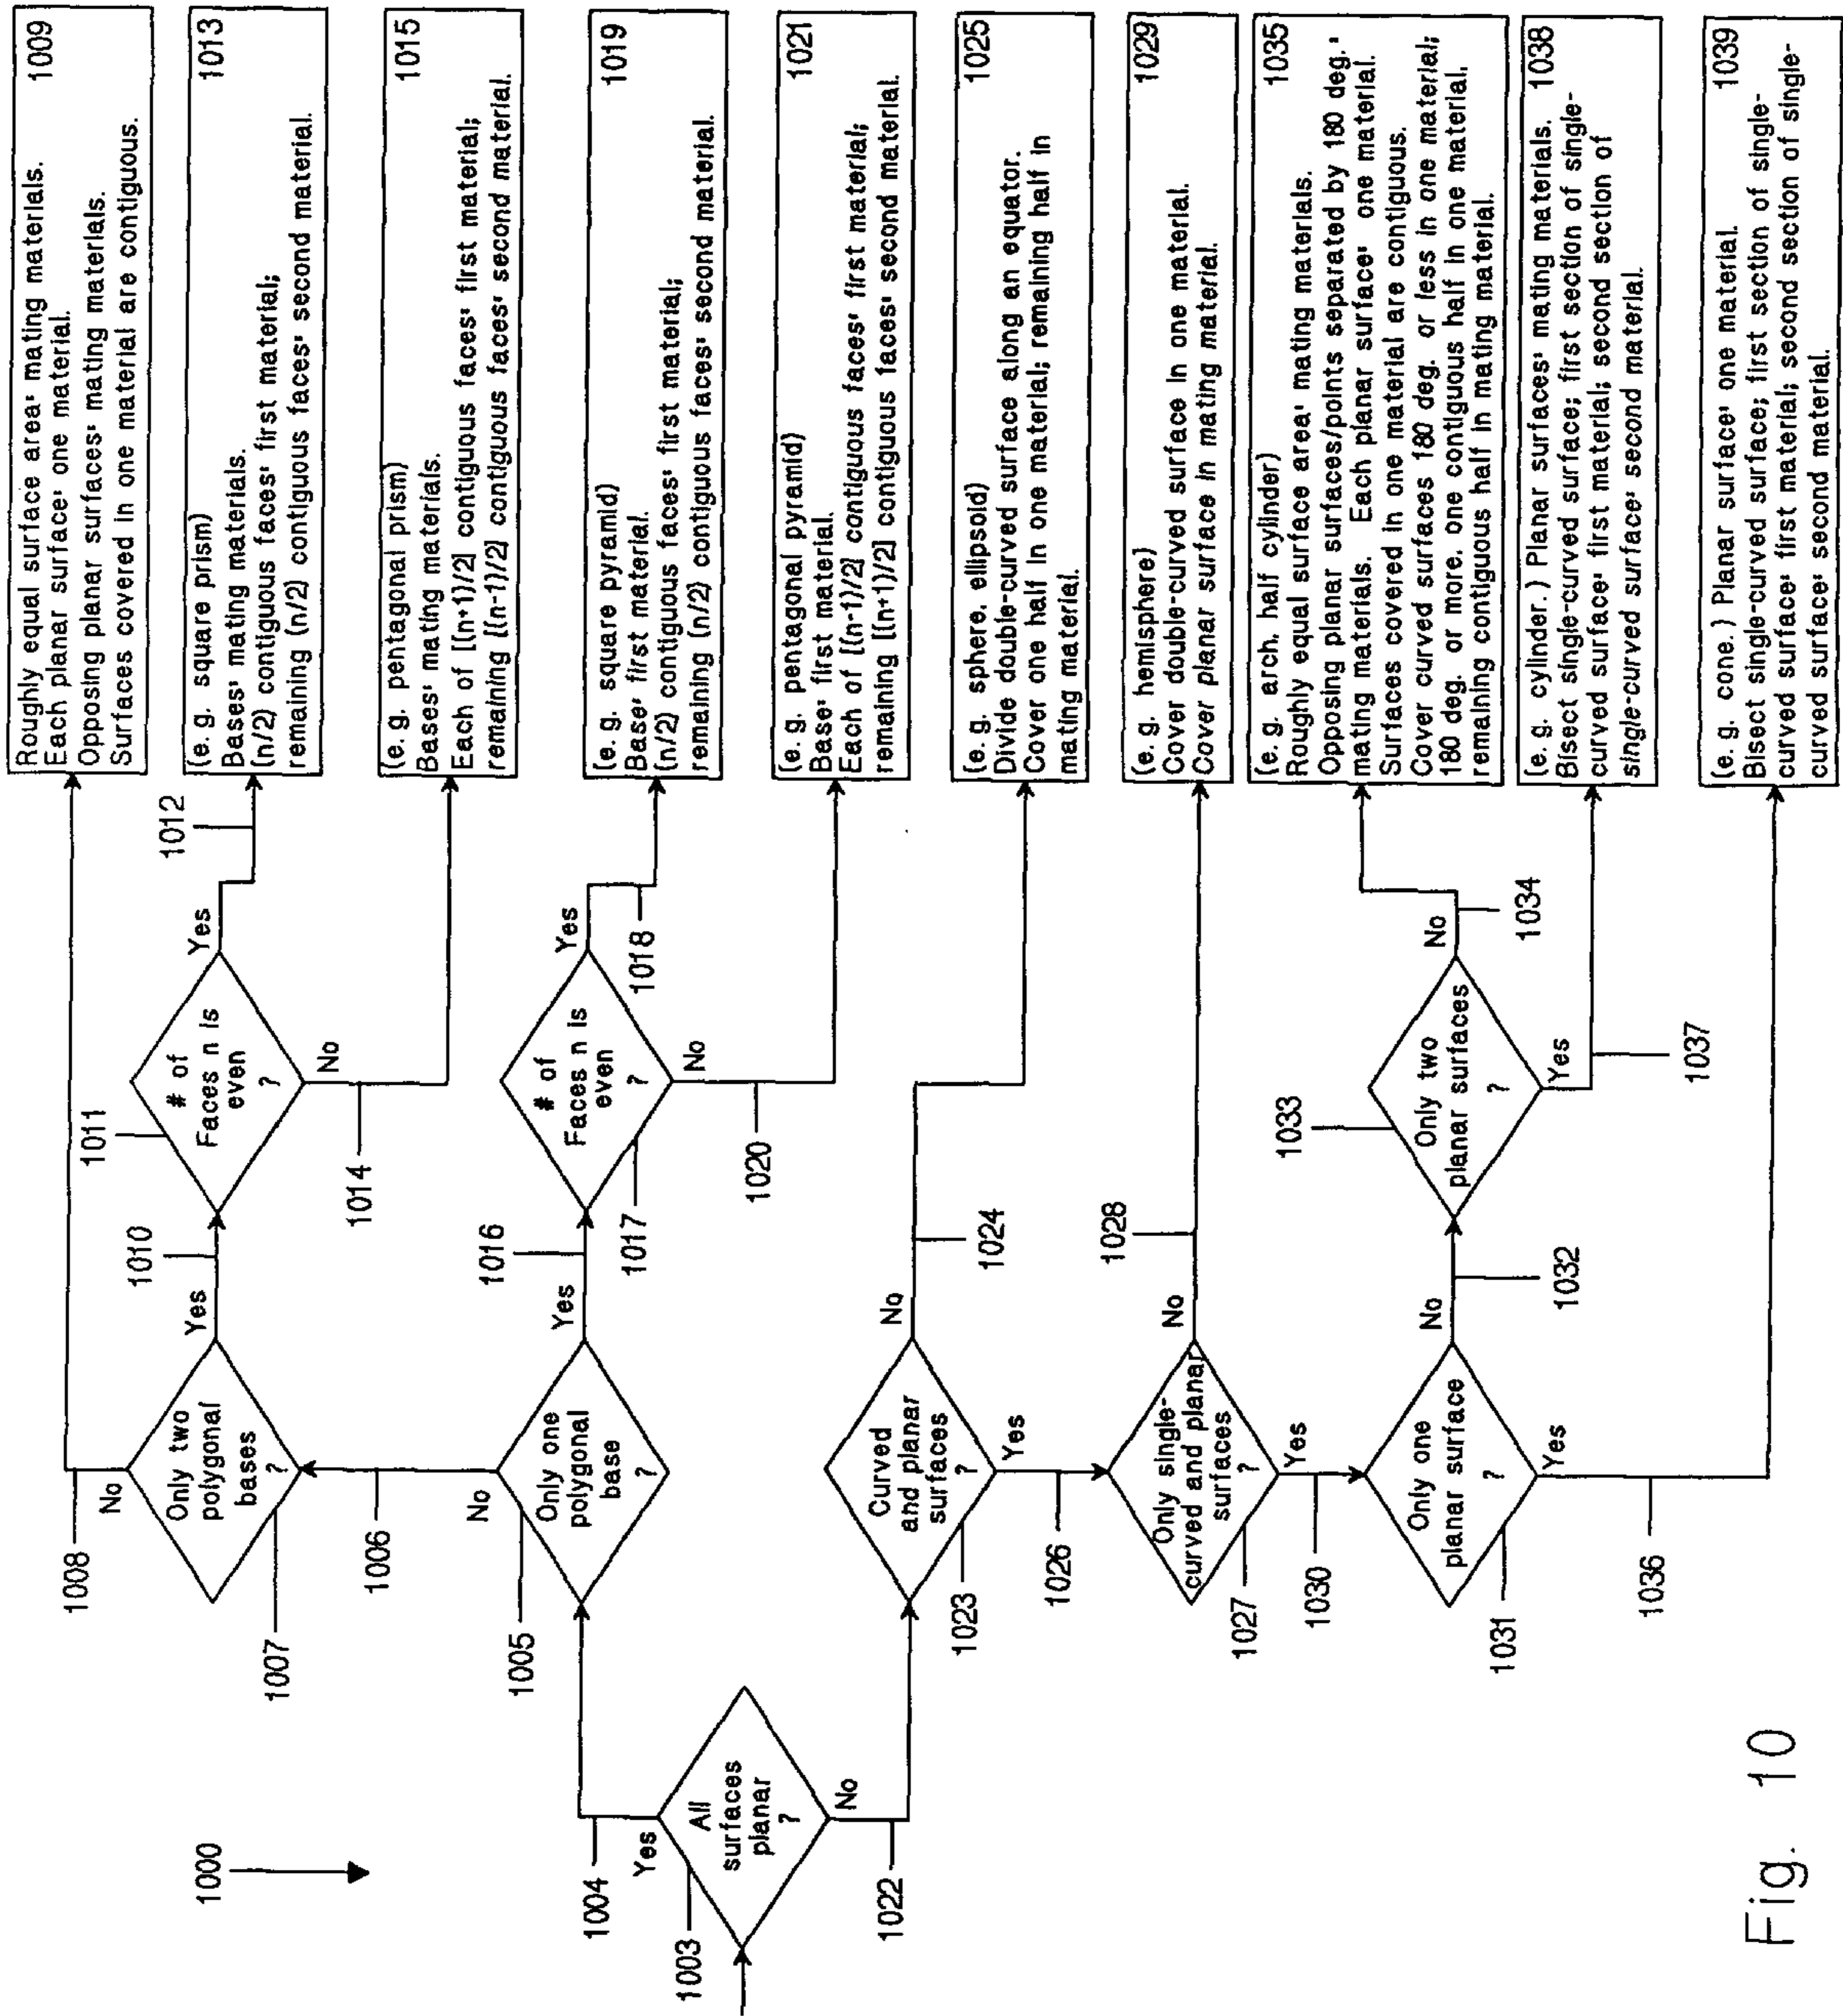 1000
1003
All
surfaces
planar
?
Yes
1004
No
1022
1005
Only one
polygonal
base
?
No
1006
Yes
1016
1007
Only two
polygonal
bases
?
No
1008
Yes
1010
1011
# of
Faces n is
even
?
Yes
1012
No
1014
1017
# of
Faces n is
even
?
Yes
1018
No
1020
1023
Curved
and planar
surfaces
?
No
1024
Yes
1026
1027
Only single-
curved and planar
surfaces
?
No
1028
Yes
1030
1031
Only one
planar surface
?
No
1032
Yes
1036
1033
Only two
planar surfaces
?
No
1034
Yes
1037
Roughly equal surface area: mating materials. 1009
Each planar surface: one material.
Opposing planar surfaces: mating materials.
Surfaces covered in one material are contiguous.
(e. g. square prism) 1013
Bases: mating materials.
(n/2) contiguous faces: first material;
remaining (n/2) contiguous faces: second material.
(e. g. pentagonal prism) 1015
Bases: mating materials.
Each of [(n+1)/2] contiguous faces: first material;
remaining [(n-1)/2] contiguous faces: second material.
(e. g. square pyramid) 1019
Base: first material.
(n/2) contiguous faces: first material;
remaining (n/2) contiguous faces: second material.
(e. g. pentagonal pyramid) 1021
Base: first material
Each of [(n-1)/2] contiguous faces: first material;
remaining [(n+1)/2] contiguous faces: second material.
(e. g. sphere. ellipsoid) 1025
Divide double-curved surface along an equator.
Cover one half in one material; remaining half in
mating material.
(e. g. hemisphere) 1029
Cover double-curved surface in one material.
Cover planar surface in mating material.
(e. g. arch. half cylinder) 1035
Roughly equal surface area: mating materials.
Opposing planar surfaces/points separated by 180 deg.:
mating materials. Each planar surface: one material.
Surfaces covered in one material are contiguous.
Cover curved surfaces 180 deg. or less in one material;
180 deg. or more. one contiguous half in one material.
remaining contiguous half in mating material.
(e. g. cylinder.) Planar surfaces: mating materials. 1038
Bisect single-curved surface; first section of single-
curved surface: first material; second section of
single-curved surface: second material.
(e. g. cone.) Planar surface: one material. 1039
Bisect single-curved surface; first section of single-
curved surface: first material; second section of single-
curved surface: second material.
Fig. 10